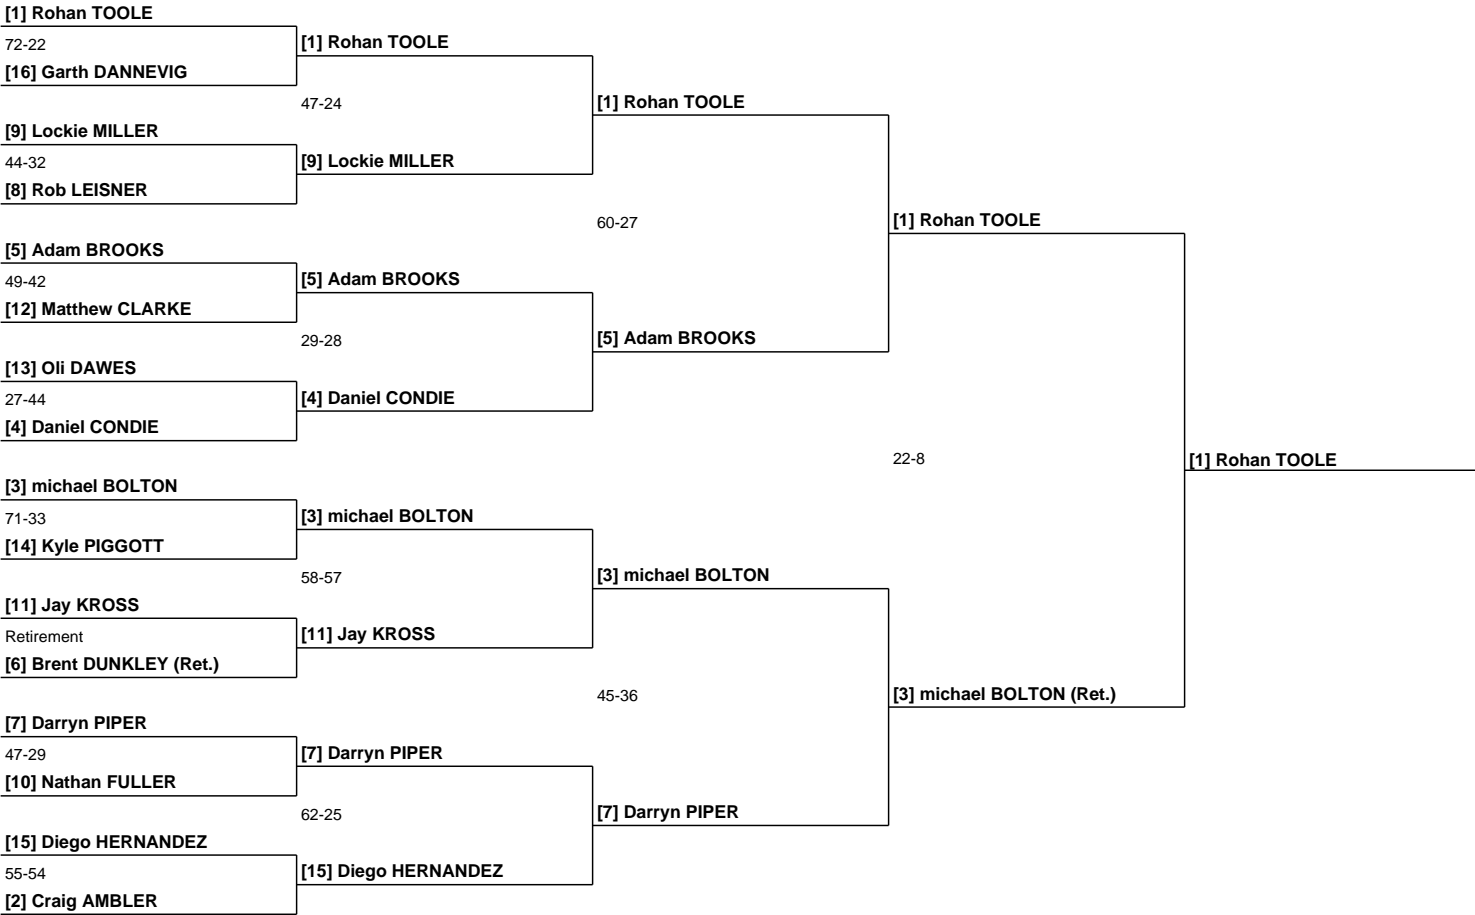 [1] Rohan TOOLE
72-22
[16] Garth DANNEVIG
[9] Lockie MILLER
44-32
[8] Rob LEISNER
[5] Adam BROOKS
49-42
[12] Matthew CLARKE
[13] Oli DAWES
27-44
[4] Daniel CONDIE
[3] michael BOLTON
71-33
[14] Kyle PIGGOTT
[11] Jay KROSS
Retirement
[6] Brent DUNKLEY (Ret.)
[7] Darryn PIPER
47-29
[10] Nathan FULLER
[15] Diego HERNANDEZ
55-54
[2] Craig AMBLER
[1] Rohan TOOLE
47-24
[9] Lockie MILLER
[5] Adam BROOKS
29-28
[4] Daniel CONDIE
[3] michael BOLTON
58-57
[11] Jay KROSS
[7] Darryn PIPER
62-25
[15] Diego HERNANDEZ
[1] Rohan TOOLE
60-27
[5] Adam BROOKS
[3] michael BOLTON
45-36
[7] Darryn PIPER
[1] Rohan TOOLE
22-8
[3] michael BOLTON (Ret.)
[1] Rohan TOOLE